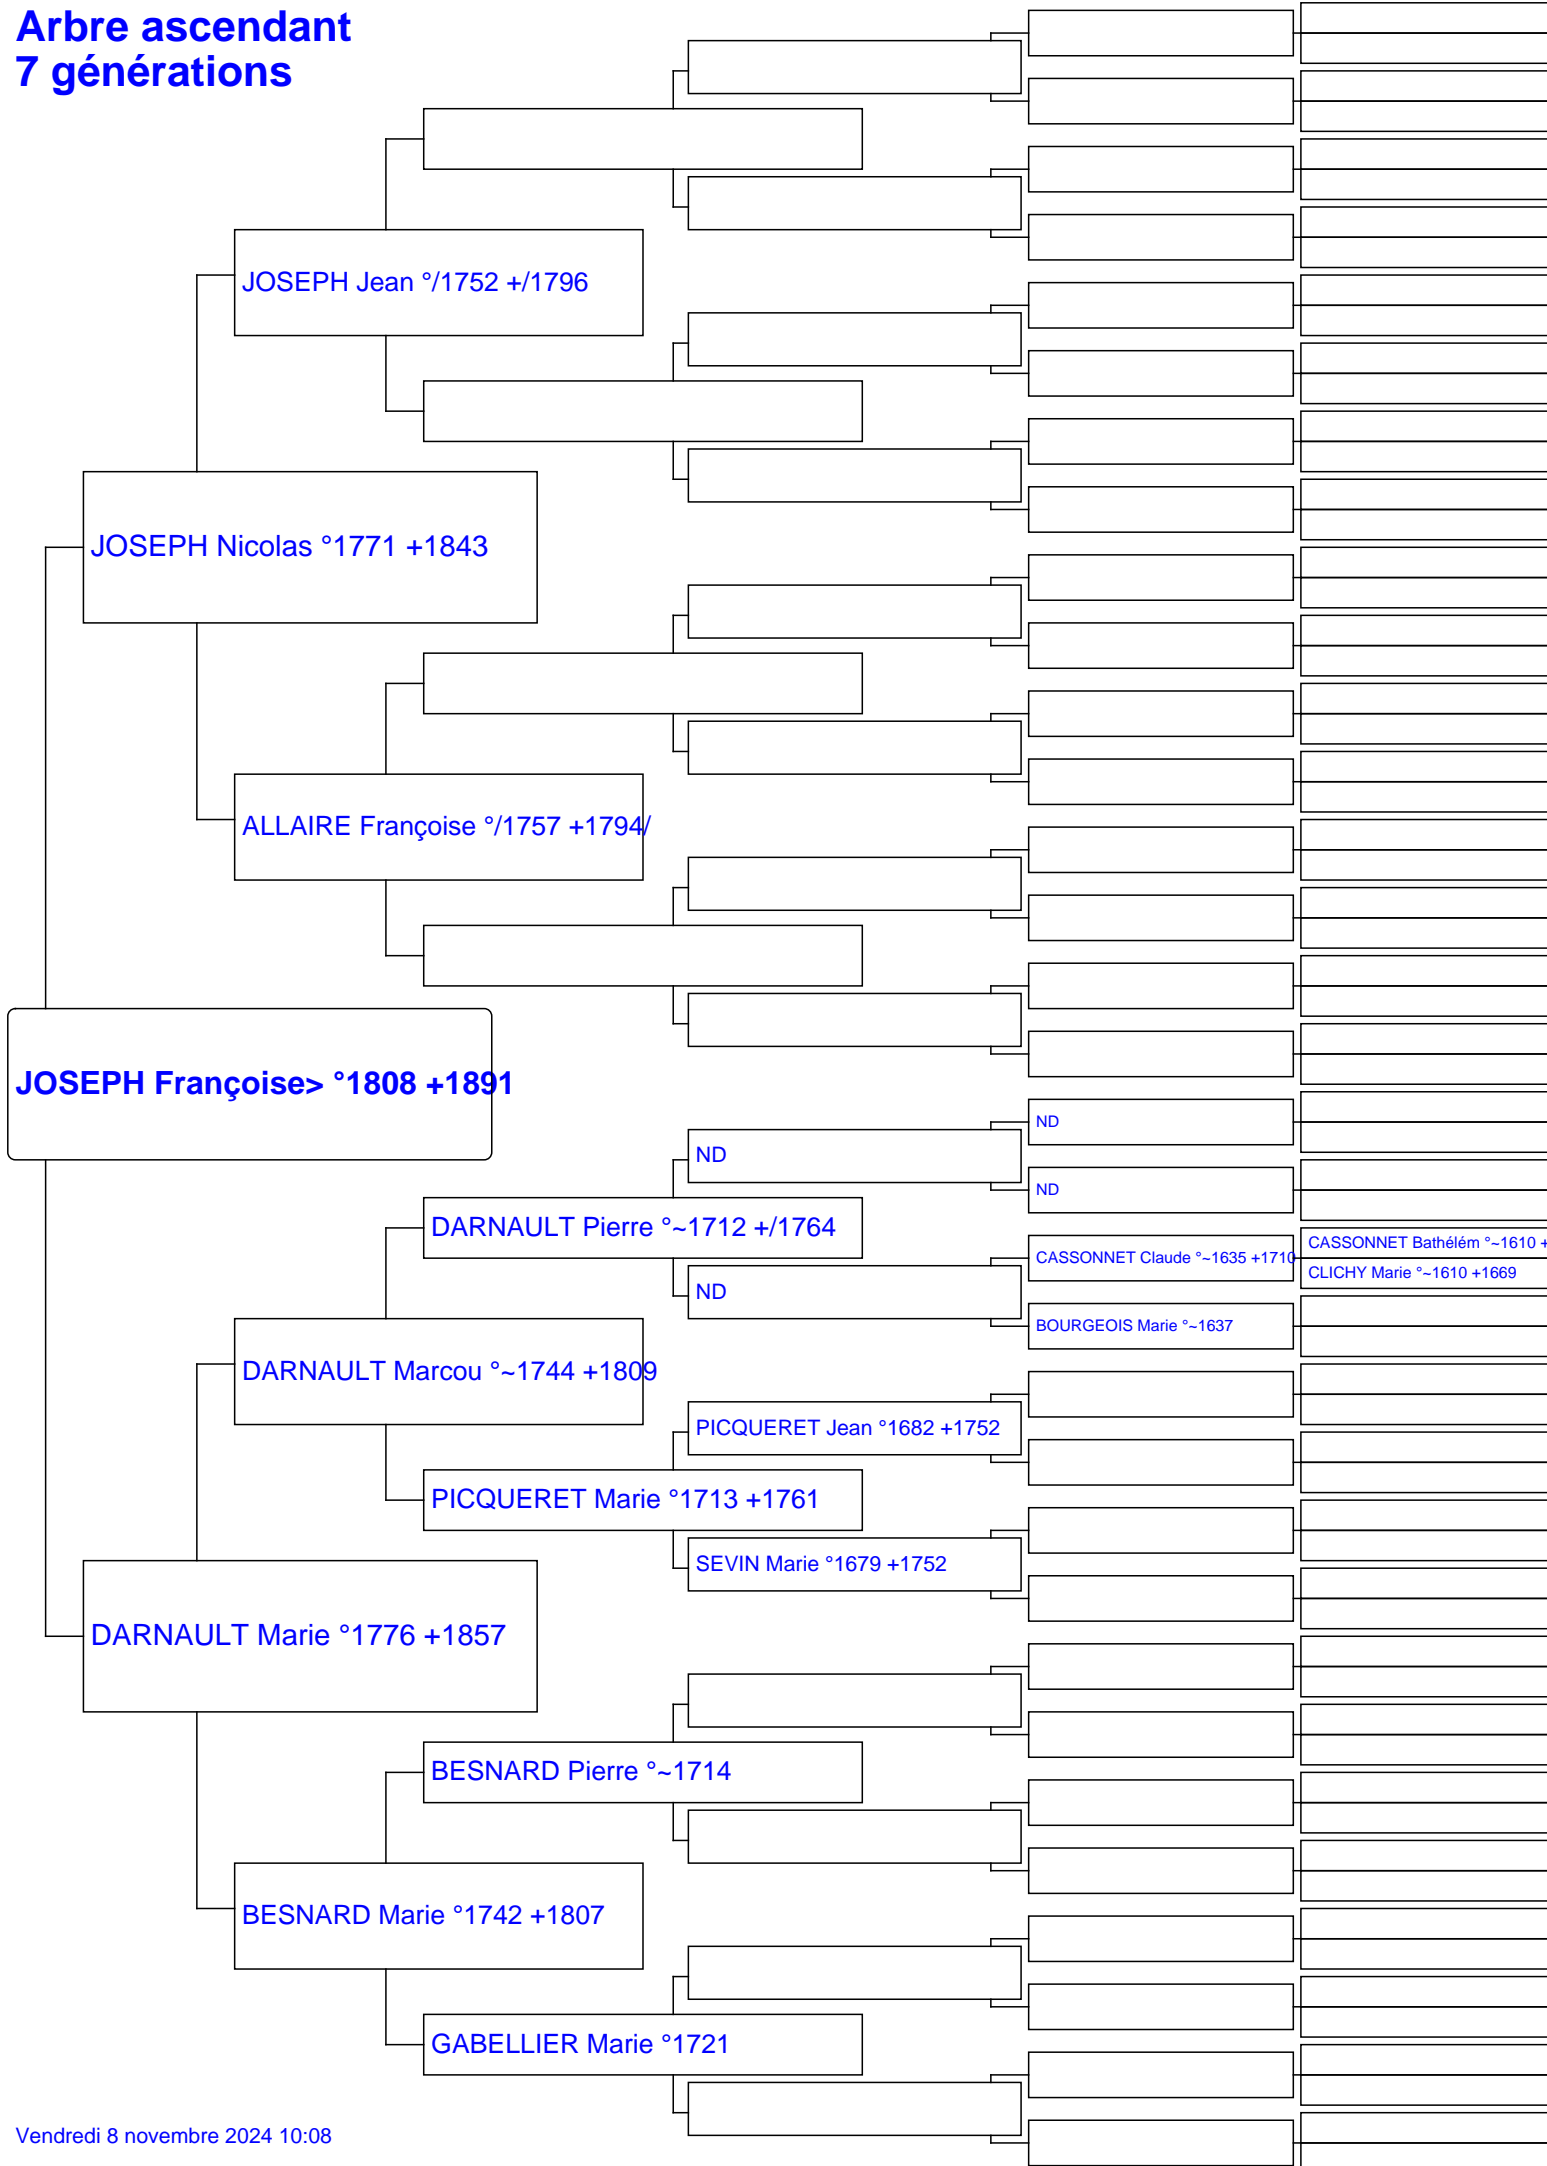 Arbre ascendant
7 générations
JOSEPH Jean °/1752 +/1796
JOSEPH Nicolas °1771 +1843
ALLAIRE Françoise °/1757 +1794/
JOSEPH Françoise> °1808 +1891
ND
ND
ND
DARNAULT Pierre °~1712 +/1764
CASSONNET Bathélém °~1610 +
CASSONNET Claude °~1635 +1710
CLICHY Marie °~1610 +1669
ND
BOURGEOIS Marie °~1637
DARNAULT Marcou °~1744 +1809
PICQUERET Jean °1682 +1752
PICQUERET Marie °1713 +1761
SEVIN Marie °1679 +1752
DARNAULT Marie °1776 +1857
BESNARD Pierre °~1714
BESNARD Marie °1742 +1807
GABELLIER Marie °1721
Vendredi 8 novembre 2024 10:08